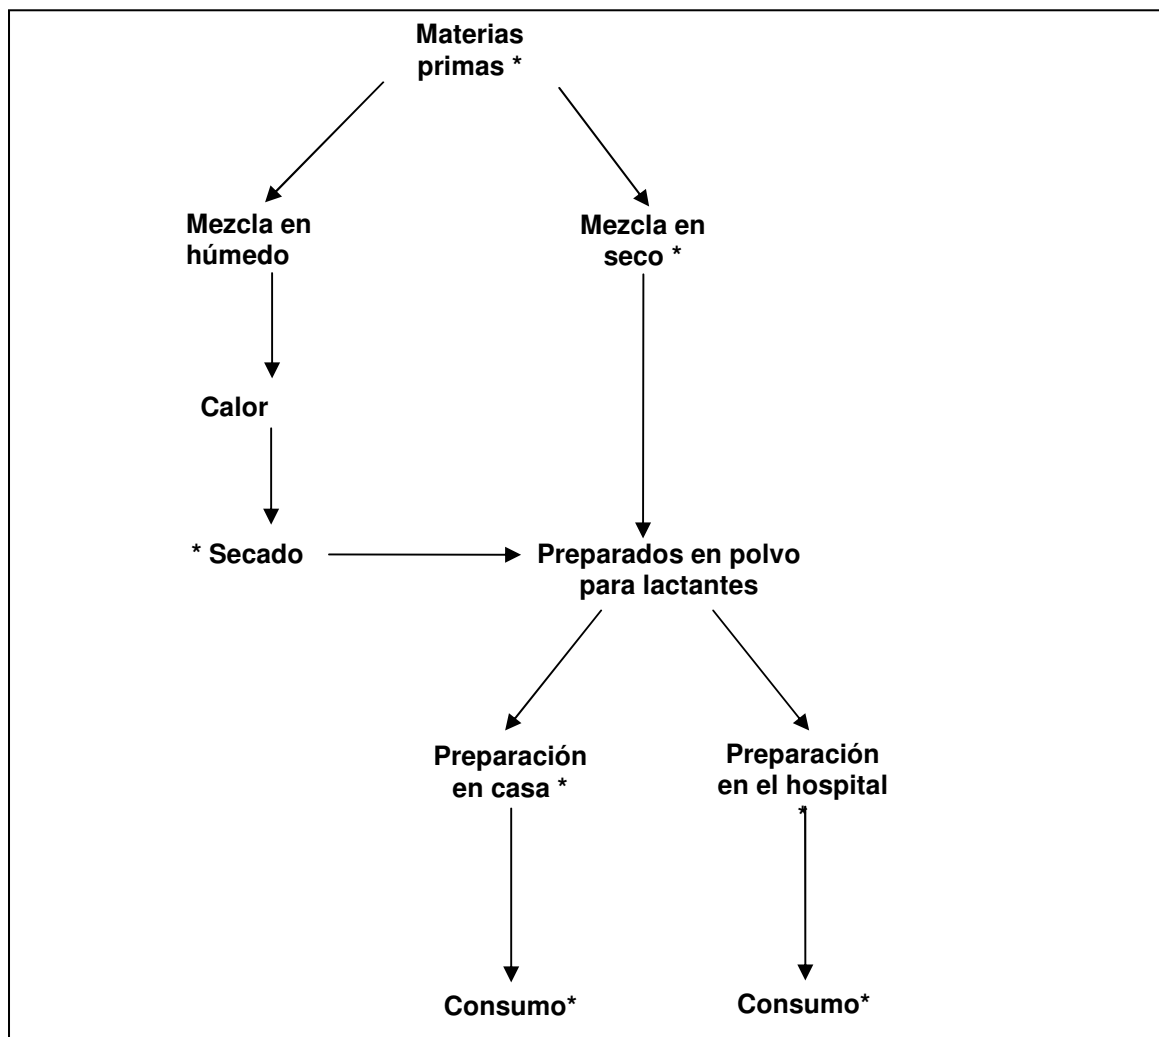 Materias
primas *
Mezcla en
húmedo
Mezcla en
seco *
Calor
* Secado
Preparados en polvo
para lactantes
Preparación
en casa *
Preparación
en el hospital
*
Consumo*
Consumo*